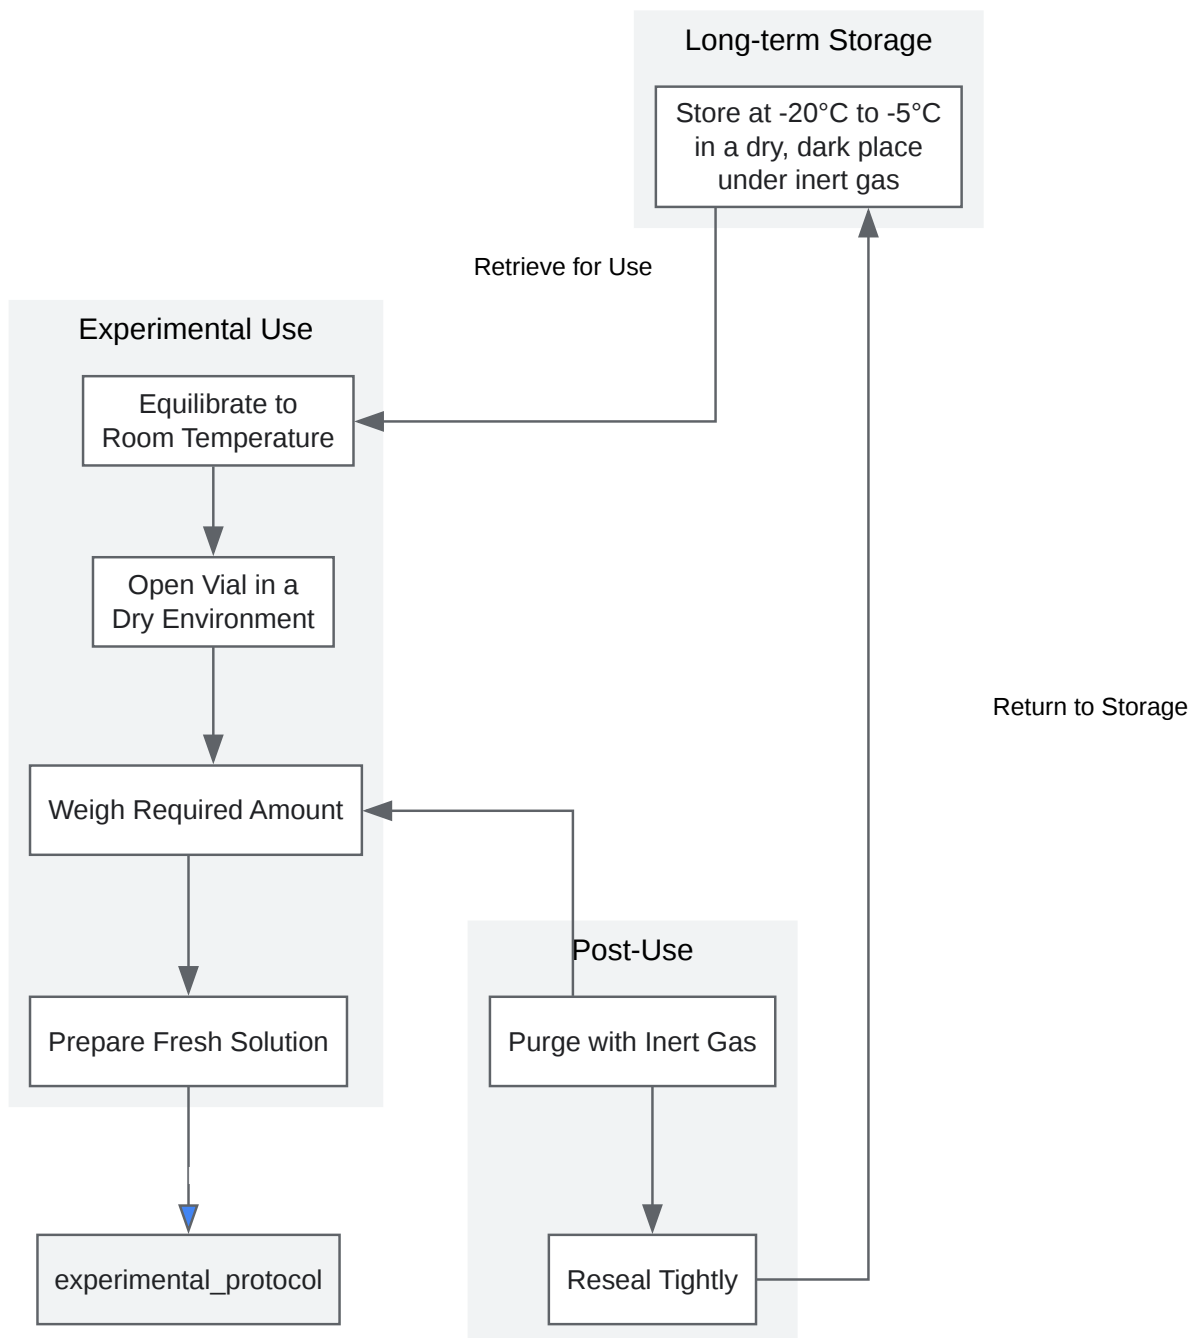 Long-term Storage
Store at -20°C to -5°C
in a dry, dark place
under inert gas
Retrieve for Use
Experimental Use
Equilibrate to
Room Temperature
Open Vial in a
Dry Environment
Return to Storage
Weigh Required Amount
Post-Use
Prepare Fresh Solution
Purge with Inert Gas
experimental_protocol
Reseal Tightly